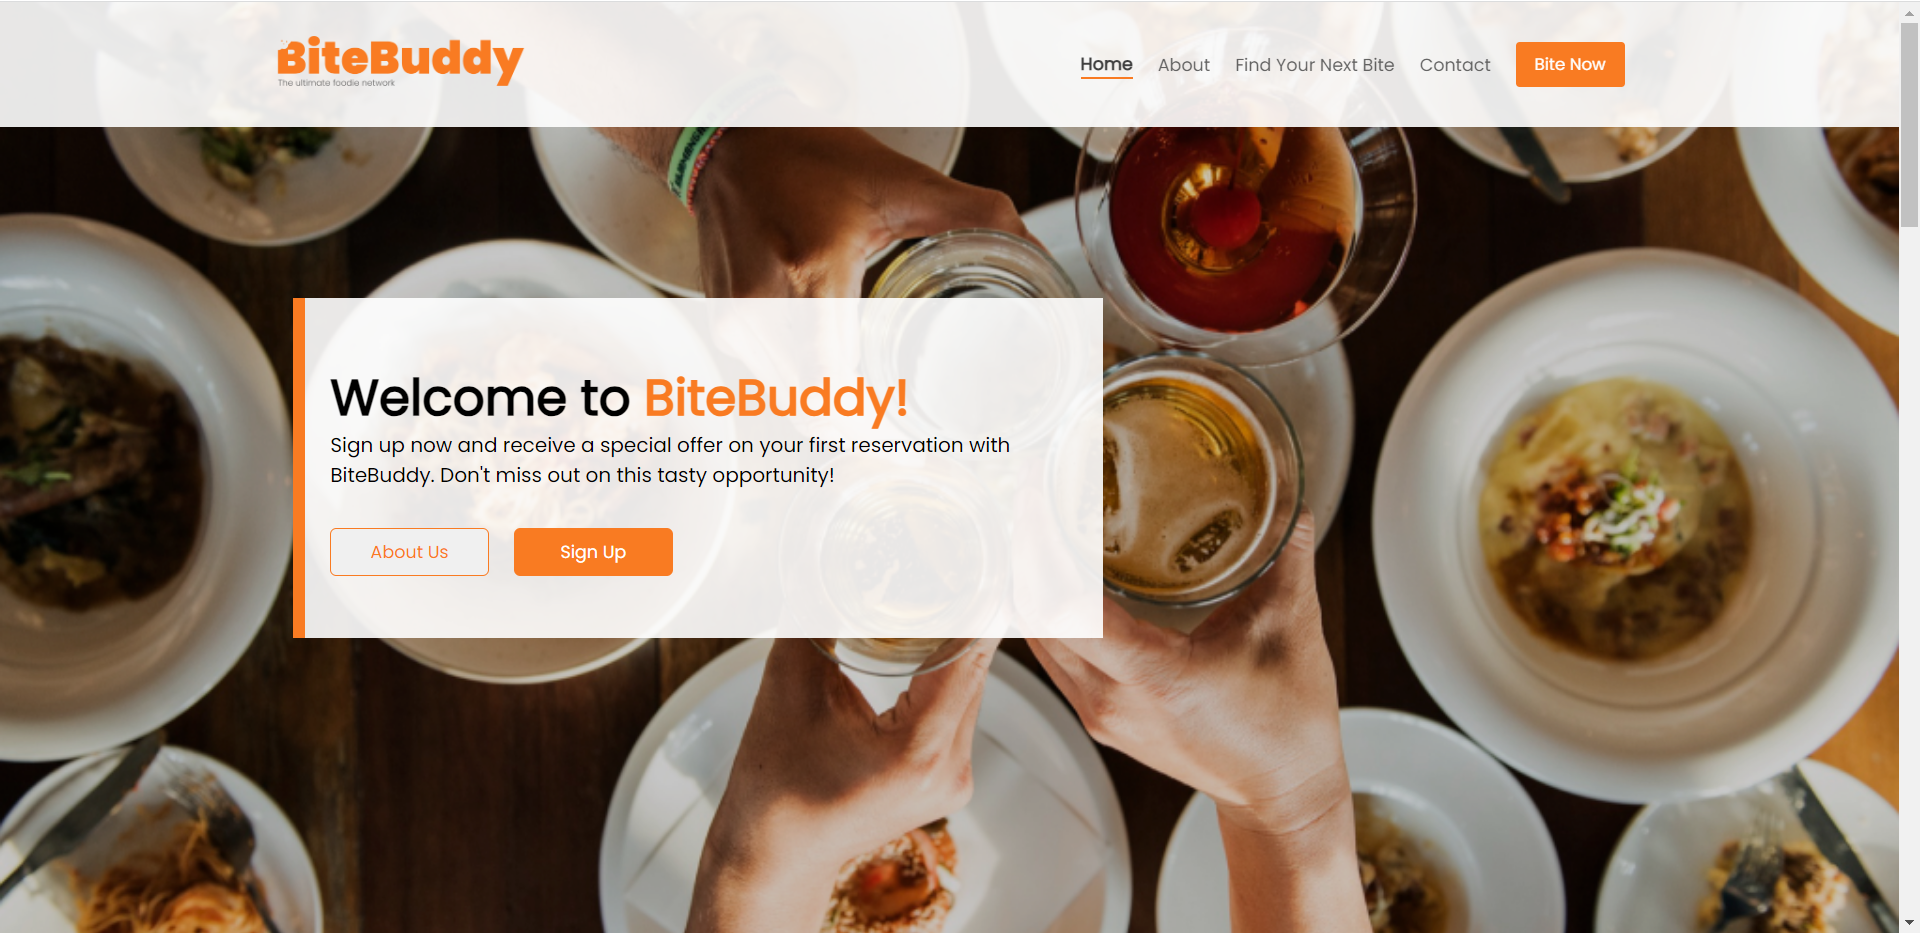 BiteBuddy
The ultimate foodie network
Home About Find Your Next Bite Contact Bite Now
Welcome to BiteBuddy!
Sign up now and receive a special offer on your first reservation with
BiteBuddy. Don't miss out on this tasty opportunity!
About Us Sign Up